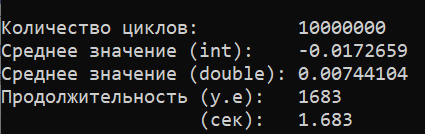 Количество циклов: 10000000
Среднее значение (int): -0.0172659
Среднее значение (double): 0.00744104
Продолжительность (у.е): 1683
(сек): 1.683